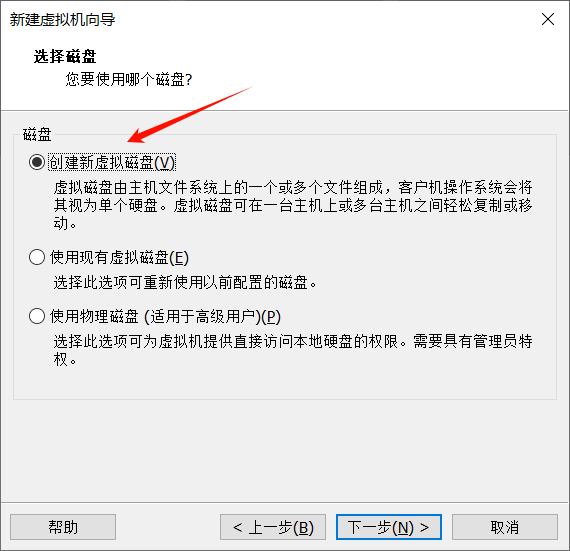 新建虚拟机向导
选择磁盘
您要使用哪个磁盘?
磁盘
创建新虚拟磁盘(V)
虚拟磁盘由主机文件系统上的一个或多个文件组成，客户机操作系统会将
其视为单个硬盘。虚拟磁盘可在一台主机上或多台主机之间轻松复制或移
动。
使用现有虚拟磁盘(E)
选择此选项可重新使用以前配置的磁盘。
使用物理磁盘 (适用于高级用户)(P)
选择此选项可为虚拟机提供直接访问本地硬盘的权限。需要具有管理员特
权。
帮助
< 上一步(B)
下一步(N) >
取消